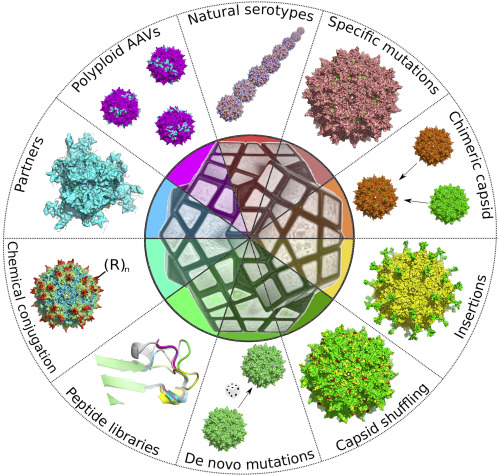 Natural serotypes
Specific mutations
Chimeric capsid
Insertions
Capsid shuffling
De novo mutations
Peptide libraries
Chemical conjugation
(R)n
Partners
Polyploid AAVs